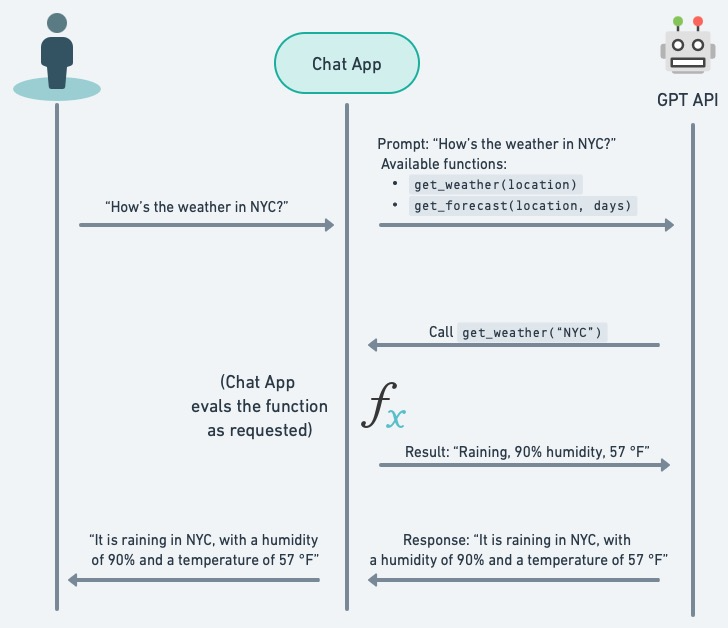 Chat App
GPT API
Prompt: “How’s the weather in NYC?”
Available functions:
• get_weather(location)
• get_forecast(location, days)
“How’s the weather in NYC?”
Call get_weather(“NYC”)
(Chat App
evals the function
as requested)
fx
Result: “Raining, 90% humidity, 57 °F”
“It is raining in NYC, with a humidity
of 90% and a temperature of 57 °F”
Response: “It is raining in NYC, with
a humidity of 90% and a temperature of 57 °F”